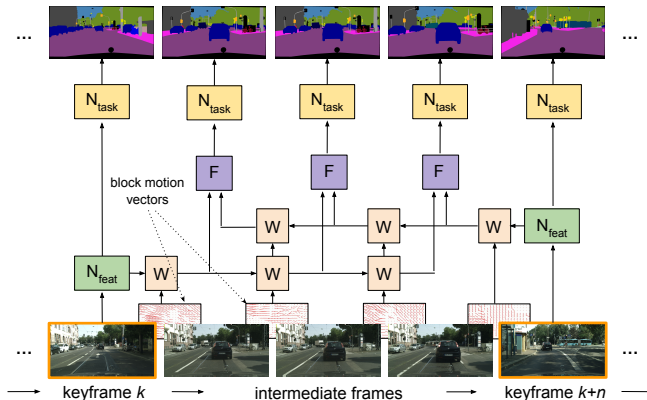 ... ...
N_task N_task N_task N_task N_task
F F F
block motion
vectors
W W W
N_feat
N_feat W W W
... ...
keyframe k intermediate frames keyframe k+n